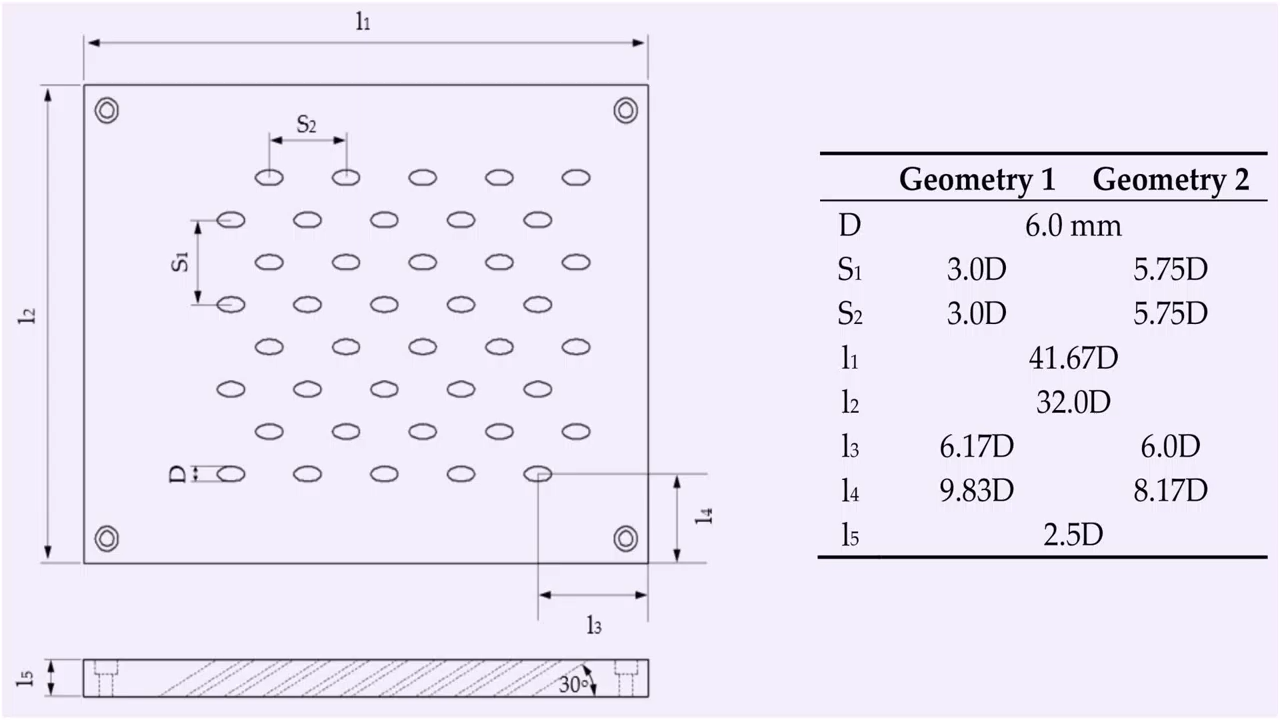 l1
S2
S1
l2
D
l4
l3
l5
30°
Geometry 1 Geometry 2
D 6.0 mm
S1 3.0D 5.75D
S2 3.0D 5.75D
l1 41.67D
l2 32.0D
l3 6.17D 6.0D
l4 9.83D 8.17D
l5 2.5D